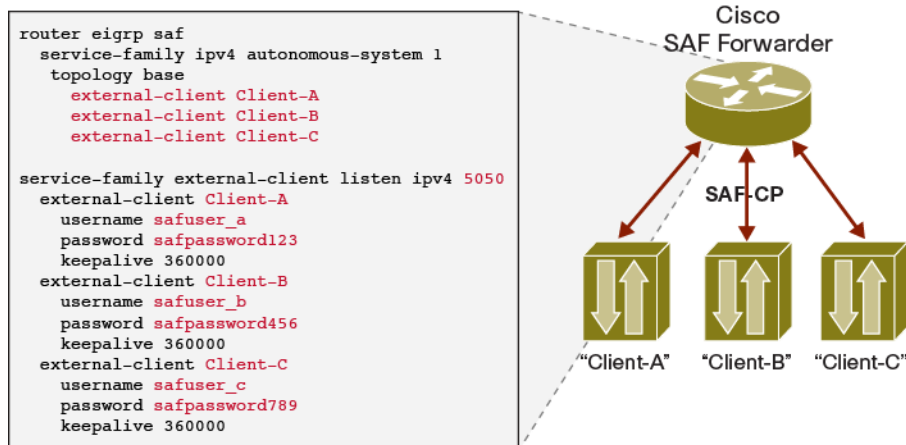 router eigrp saf
service-family ipv4 autonomous-system 1
topology base
external-client Client-A
external-client Client-B
external-client Client-C
service-family external-client listen ipv4 5050
external-client Client-A
username safuser_a
password safpassword123
keepalive 360000
external-client Client-B
username safuser_b
password safpassword456
keepalive 360000
external-client Client-C
username safuser_c
password safpassword789
keepalive 360000
Cisco
SAF Forwarder
SAF-CP
“Client-A”
“Client-B”
“Client-C”